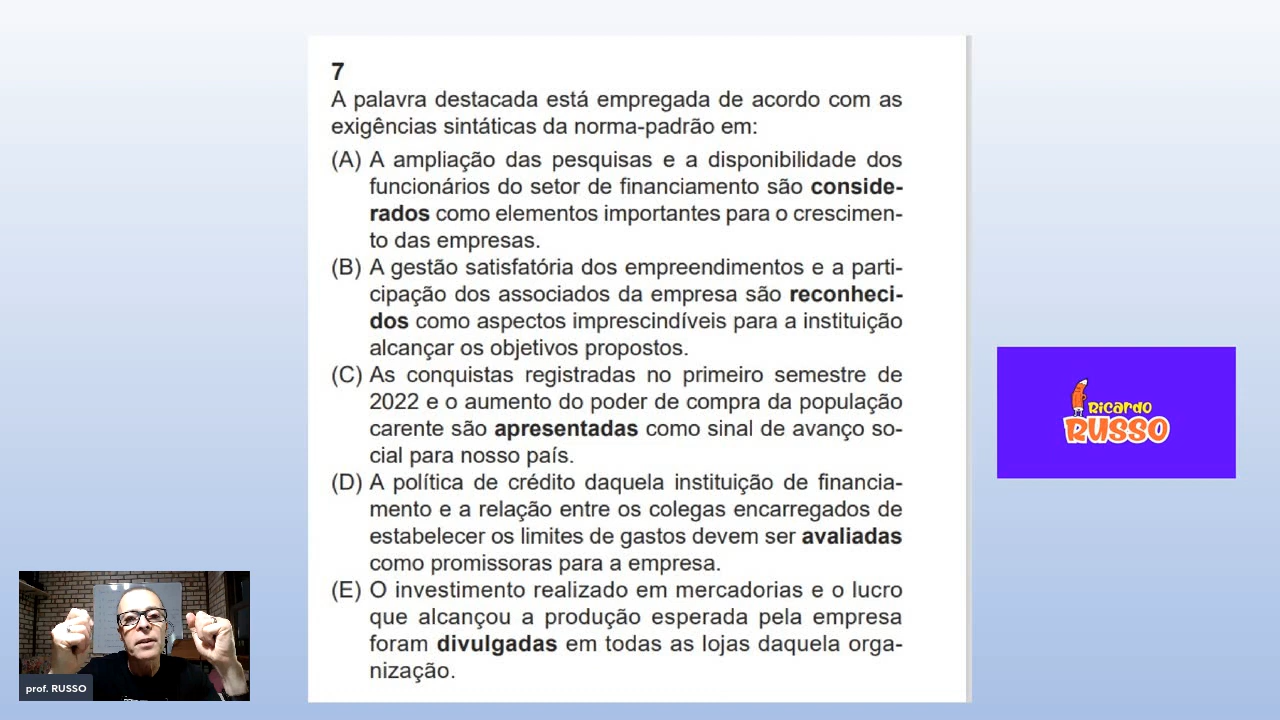 7
A palavra destacada está empregada de acordo com as
exigências sintáticas da norma-padrão em:
(A) A ampliação das pesquisas e a disponibilidade dos
funcionários do setor de financiamento são conside-
rados como elementos importantes para o crescimen-
to das empresas.
(B) A gestão satisfatória dos empreendimentos e a parti-
cipação dos associados da empresa são reconheci-
dos como aspectos imprescindíveis para a instituição
alcançar os objetivos propostos.
(C) As conquistas registradas no primeiro semestre de
2022 e o aumento do poder de compra da população
carente são apresentadas como sinal de avanço so-
cial para nosso país.
(D) A política de crédito daquela instituição de financia-
mento e a relação entre os colegas encarregados de
estabelecer os limites de gastos devem ser avaliadas
como promissoras para a empresa.
(E) O investimento realizado em mercadorias e o lucro
que alcançou a produção esperada pela empresa
foram divulgadas em todas as lojas daquela orga-
nização.
RICARDO
RUSSO
prof. RUSSO